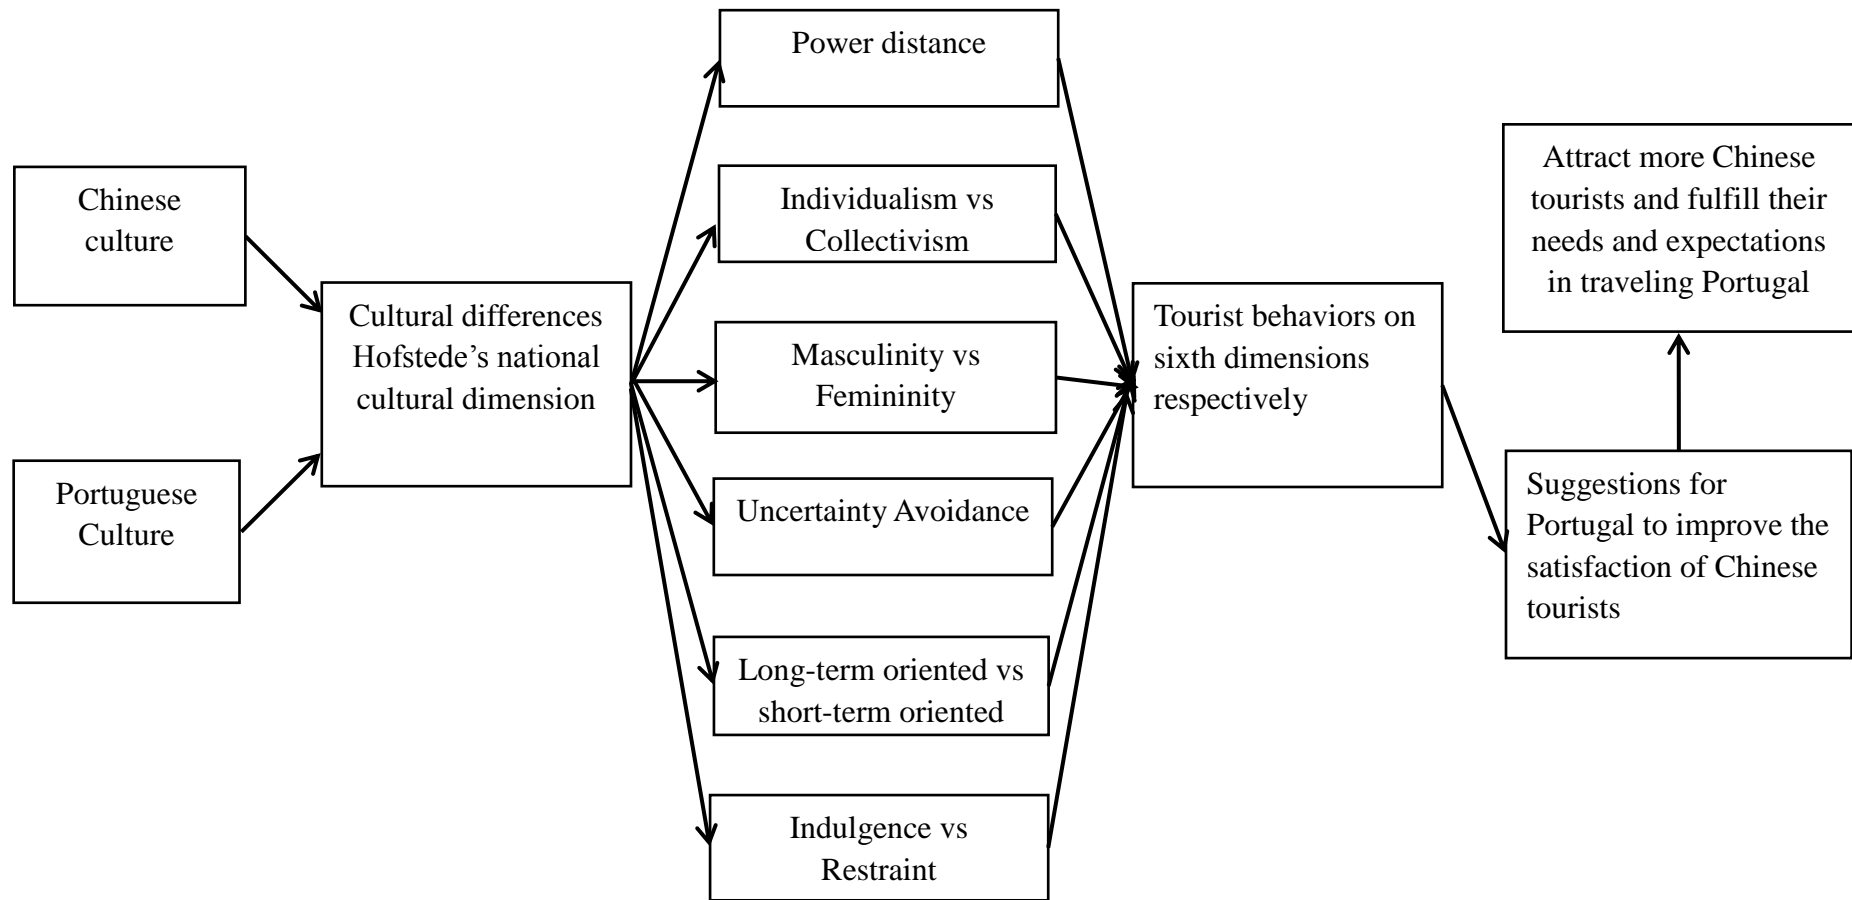 Chinese
culture
Portuguese
Culture
Cultural differences
Hofstede’s national
cultural dimension
Power distance
Individualism vs
Collectivism
Masculinity vs
Femininity
Uncertainty Avoidance
Long-term oriented vs
short-term oriented
Indulgence vs
Restraint
Tourist behaviors on
sixth dimensions
respectively
Suggestions for
Portugal to improve the
satisfaction of Chinese
tourists
Attract more Chinese
tourists and fulfill their
needs and expectations
in traveling Portugal